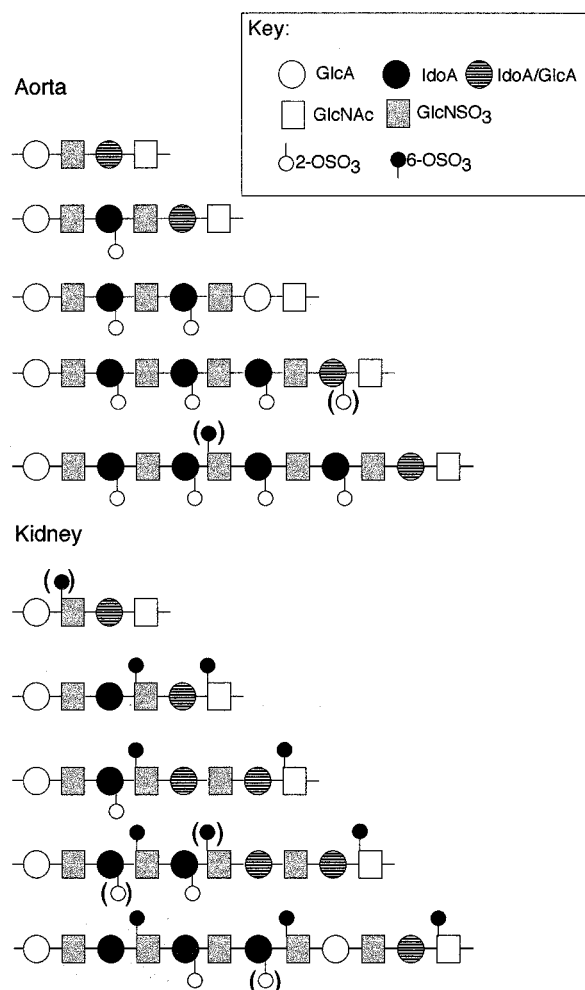 Key:
GlcA IdoA IdoA/GlcA
GlcNAc GlcNSO₃
2-OSO₃ 6-OSO₃
Aorta
( )
( )
Kidney
( )
( )
( )
( )